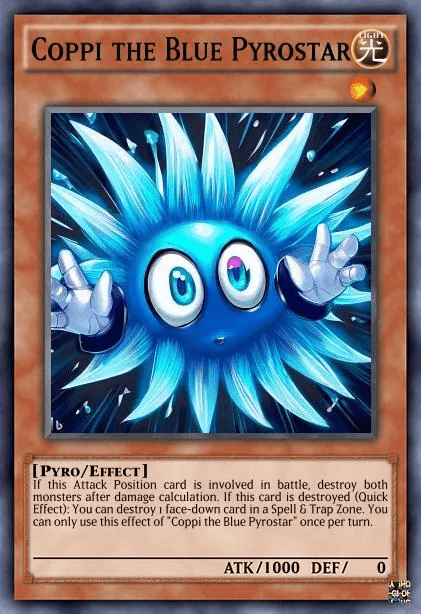 COPPI THE BLUE PYROSTAR
LIGHT
光
[PYRO/EFFECT]
If this Attack Position card is involved in battle, destroy both
monsters after damage calculation. If this card is destroyed (Quick
Effect): You can destroy 1 face-down card in a Spell & Trap Zone. You
can only use this effect of "Coppi the Blue Pyrostar" once per turn.
ATK/1000 DEF/ 0